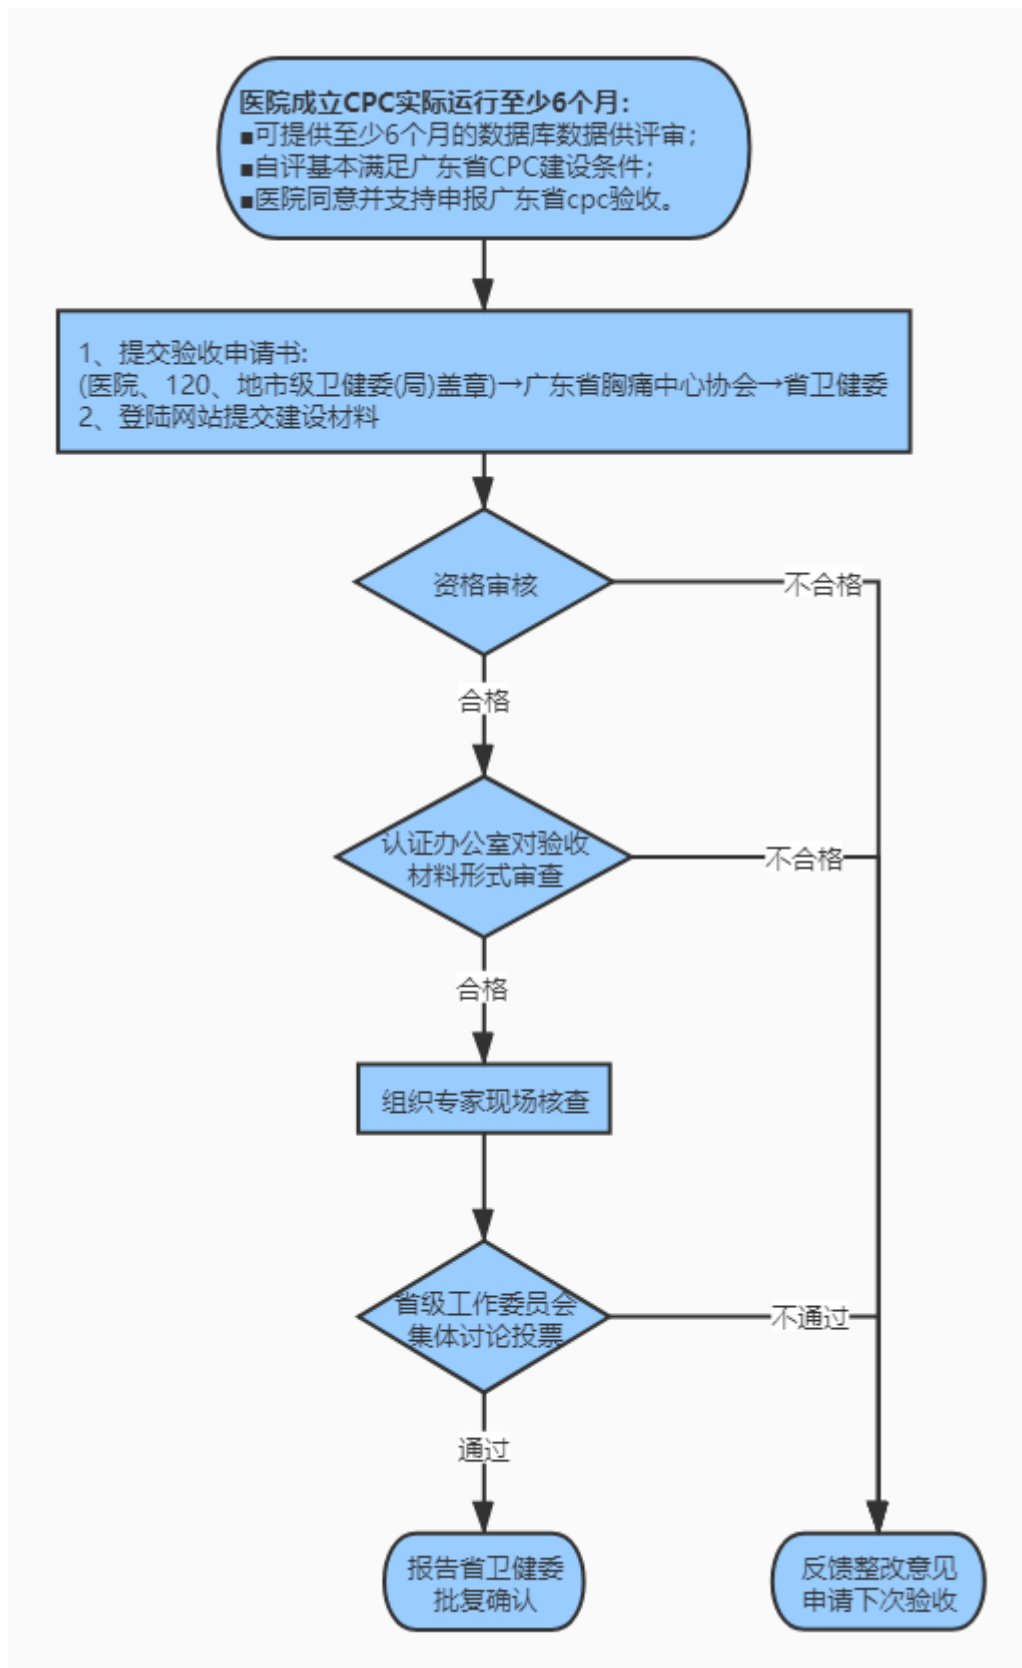 医院成立CPC实际运行至少6个月：
■可提供至少6个月的数据库数据供评审；
■自评基本满足广东省CPC建设条件；
■医院同意并支持申报广东省cpc验收。
1、提交验收申请书:
(医院、120、地市级卫健委(局)盖章)→广东省胸痛中心协会→省卫健委
2、登陆网站提交建设材料
资格审核
不合格
合格
认证办公室对验收
材料形式审查
不合格
合格
组织专家现场核查
省级工作委员会
集体讨论投票
不通过
通过
报告省卫健委
批复确认
反馈整改意见
申请下次验收